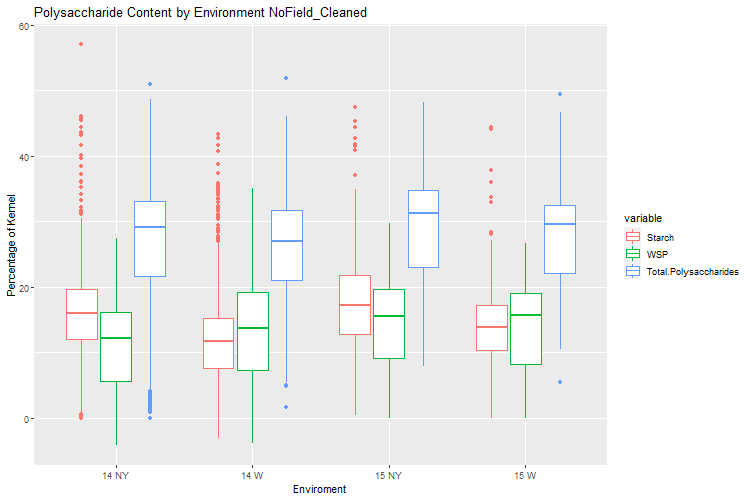 Polysaccharide Content by Environment NoField_Cleaned
60
40
20
0
Percentage of Kernel
14 NY
14 W
15 NY
15 W
Enviroment
variable
Starch
WSP
Total.Polysaccharides